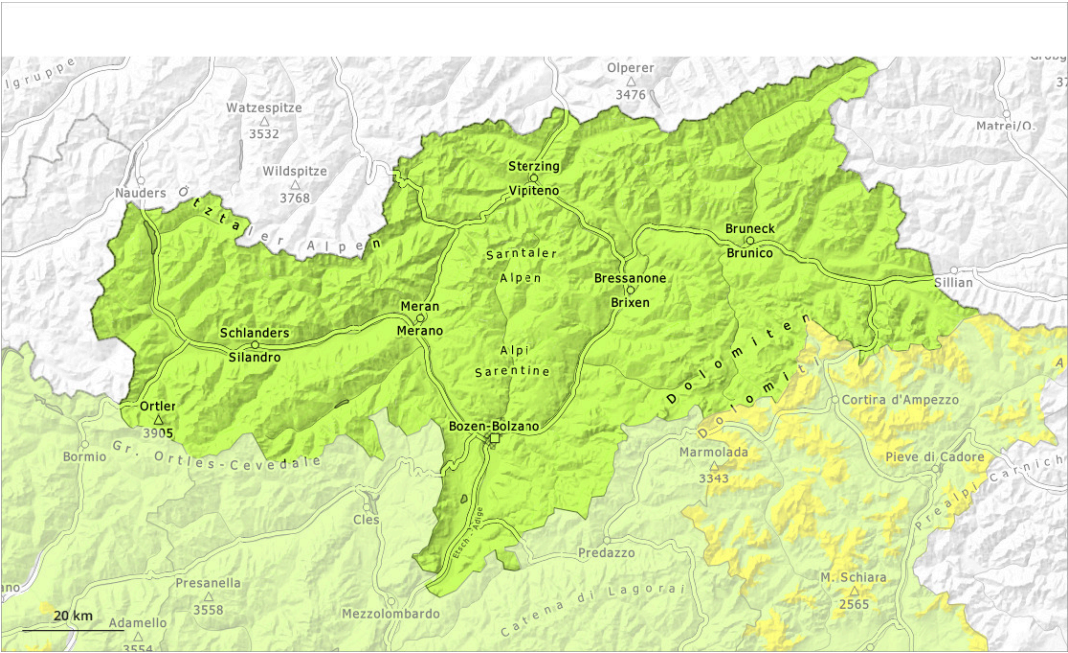 Olperer
3476
Watzespitze
3532
Matrei/O.
Wildspitze
3768
Nauders
Ötztaler Alpen
Sterzing
Vipiteno
Sarntaler
Alpen
Bruneck
Brunico
Bressanone
Brixen
Sillian
Meran
Merano
Schlanders
Silandro
Alpi
Sarentine
Dolomiten
Dolomiti
Ortler
3905
Cortina d'Ampezzo
Bozen-Bolzano
Gr. Ortles-Cevedale
Bormio
Marmolada
3343
Pieve di Cadore
Prealpi Carnich
Cles
Etsch - Adige
Predazzo
Presanella
3558
M. Schiara
2565
Mezzolombardo
Catena di Lagorai
20 km
Adamello
3554